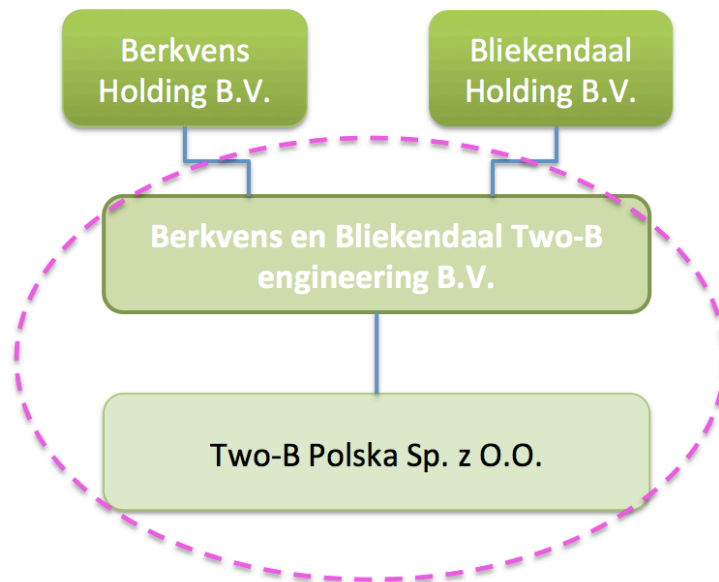 Berkvens
Holding B.V.
Bliekendaal
Holding B.V.
Berkvens en Bliekendaal Two-B
engineering B.V.
Two-B Polska Sp. z O.O.